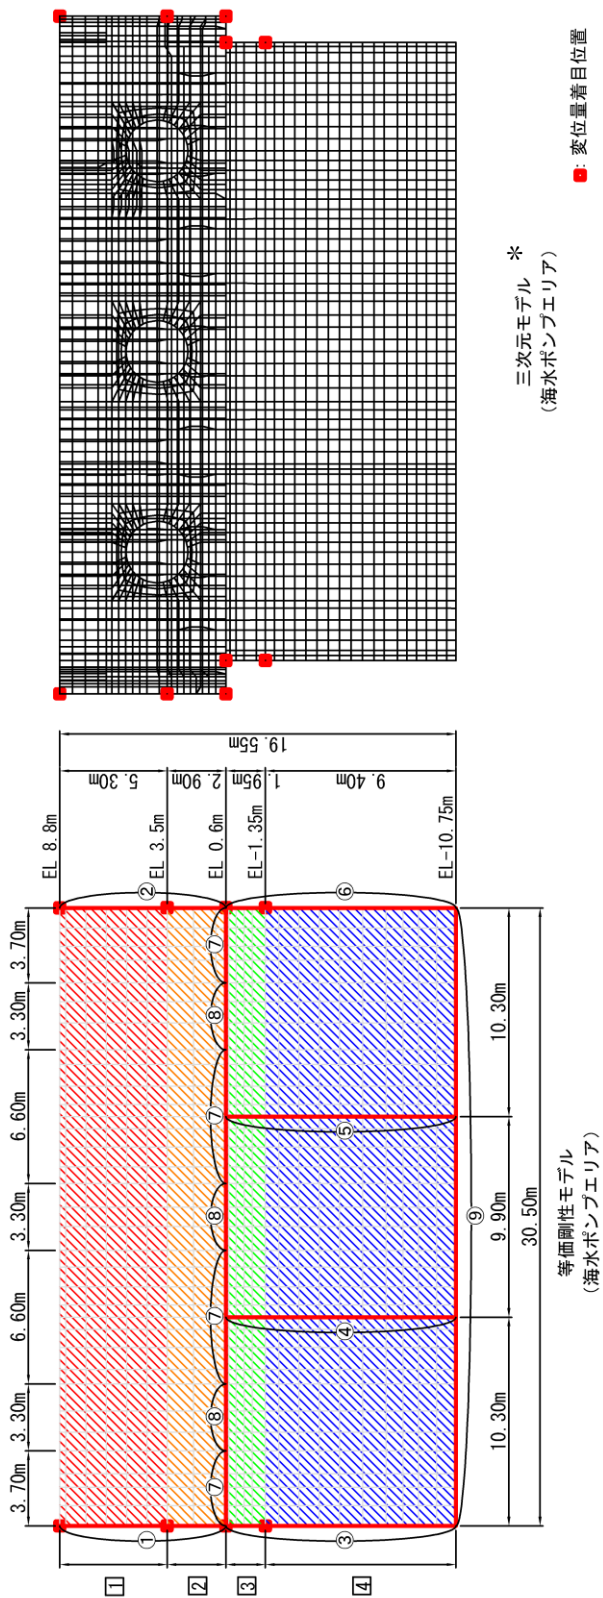 3.70m 3.30m 6.60m 3.30m 6.60m 3.30m 3.70m
EL 8.8m
EL 3.5m
EL 0.6m
EL-1.35m
EL-10.75m
5.30m
2.90m
1.95m
9.40m
19.55m
1
2
3
4
① ②
⑦ ⑧ ⑦ ⑧ ⑦ ⑧ ⑦
③ ④ ⑤ ⑥
⑨
10.30m 9.90m 10.30m
30.50m
等価剛性モデル
(海水ポンプエリア)
三次元モデル *
(海水ポンプエリア)
: 変位量着目位置